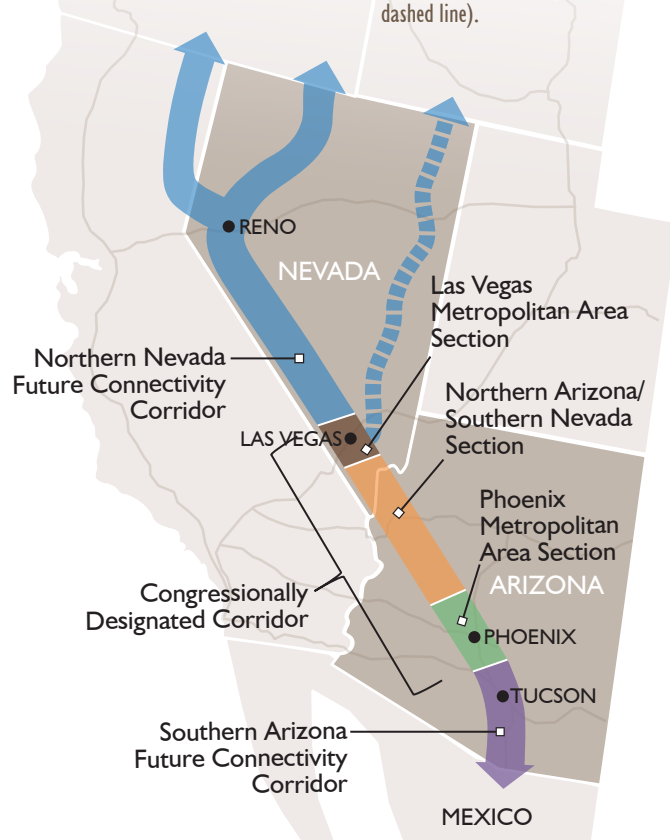 dashed line).
RENO
NEVADA
Las Vegas
Metropolitan Area
Section
Northern Nevada
Future Connectivity
Corridor
Northern Arizona/
Southern Nevada
Section
LAS VEGAS
Phoenix
Metropolitan
Area Section
ARIZONA
Congressionally
Designated Corridor
PHOENIX
TUCSON
Southern Arizona
Future Connectivity
Corridor
MEXICO